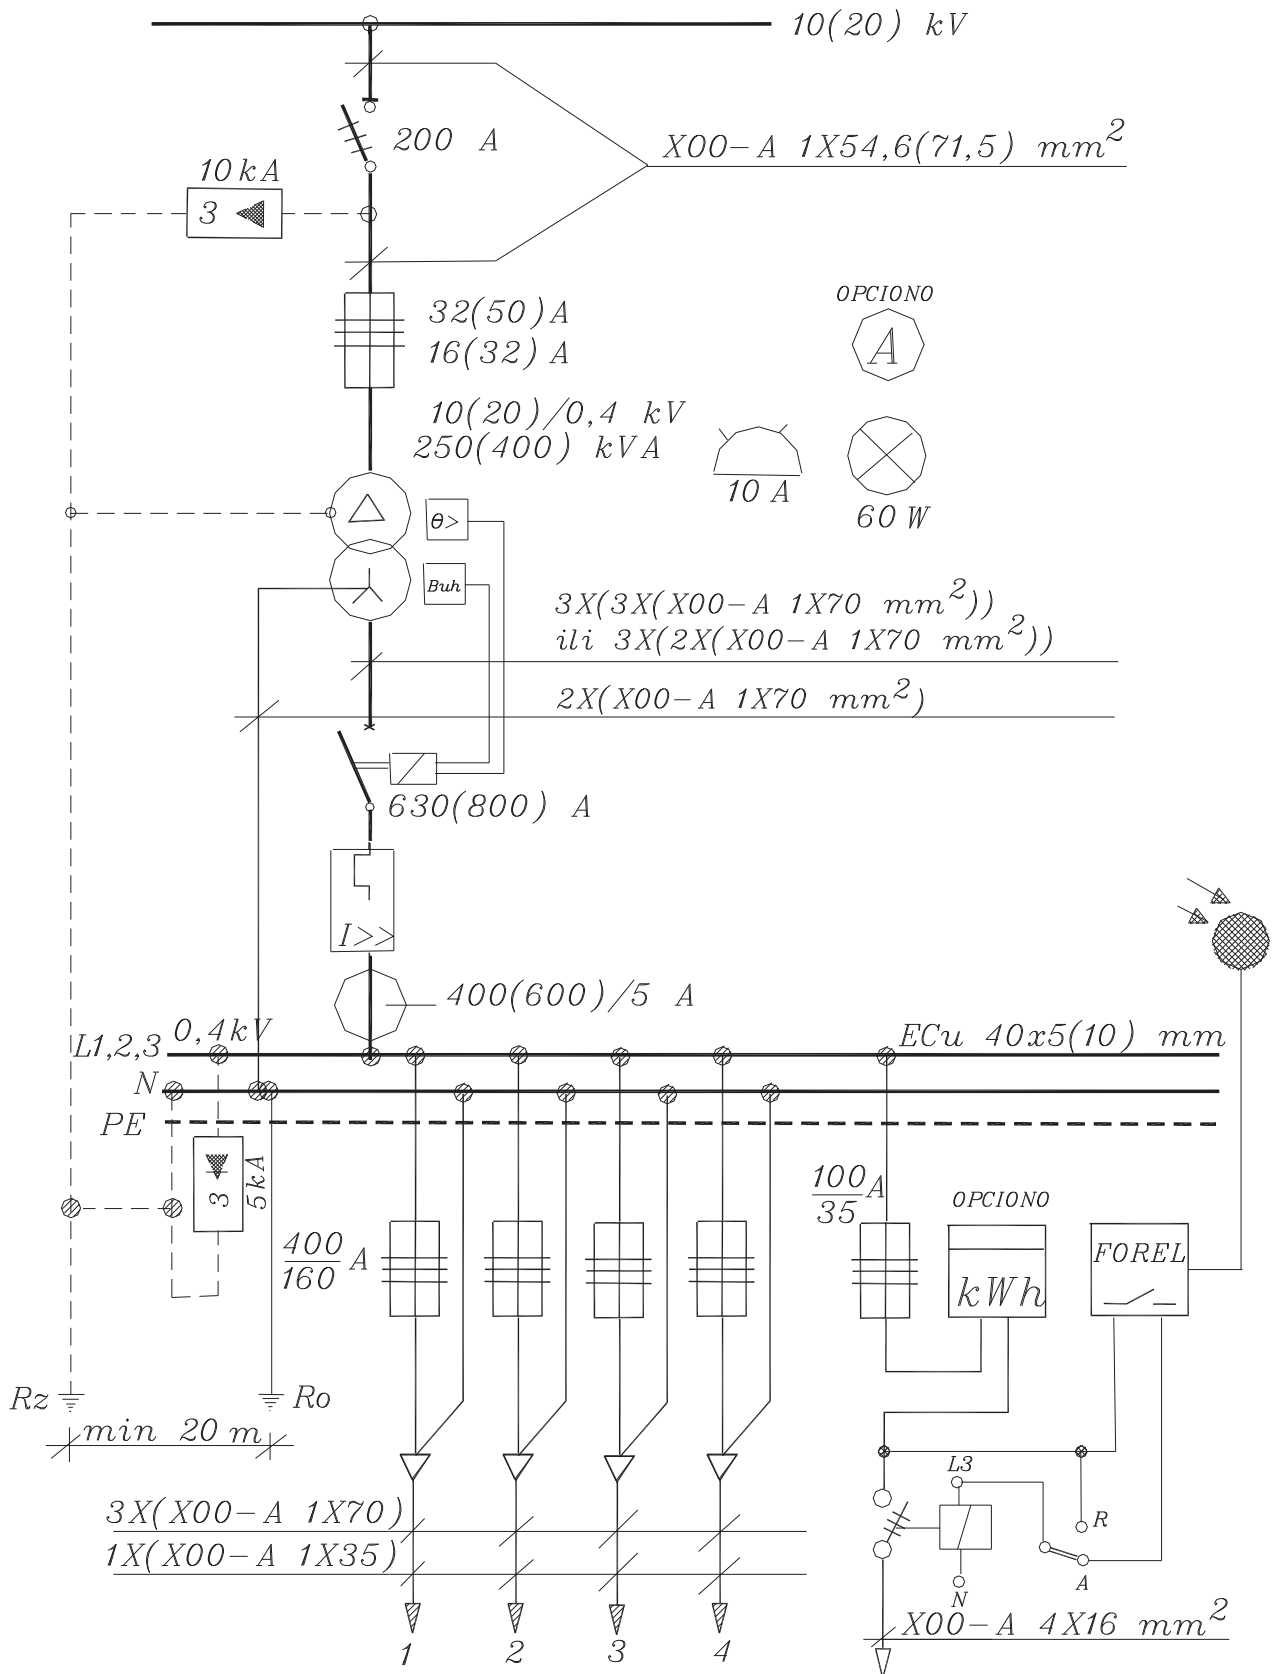 10(20) kV
200 A
X00-A 1X54,6(71,5) mm²
10 kA
3
32(50) A
16(32) A
OPCIONO
A
10(20)/0,4 kV
250(400) kVA
10 A
60 W
θ>
Buh
3X(3X(X00-A 1X70 mm²))
ili 3X(2X(X00-A 1X70 mm²))
2X(X00-A 1X70 mm²)
630(800) A
I>>
400(600)/5 A
0,4kV
L1,2,3
ECu 40x5(10) mm
N
PE
3
5kA
100/35 A
OPCIONO
400/160 A
kWh
FOREL
Rz
Ro
min 20 m
L3
R
A
N
3X(X00-A 1X70)
1X(X00-A 1X35)
X00-A 4X16 mm²
1
2
3
4